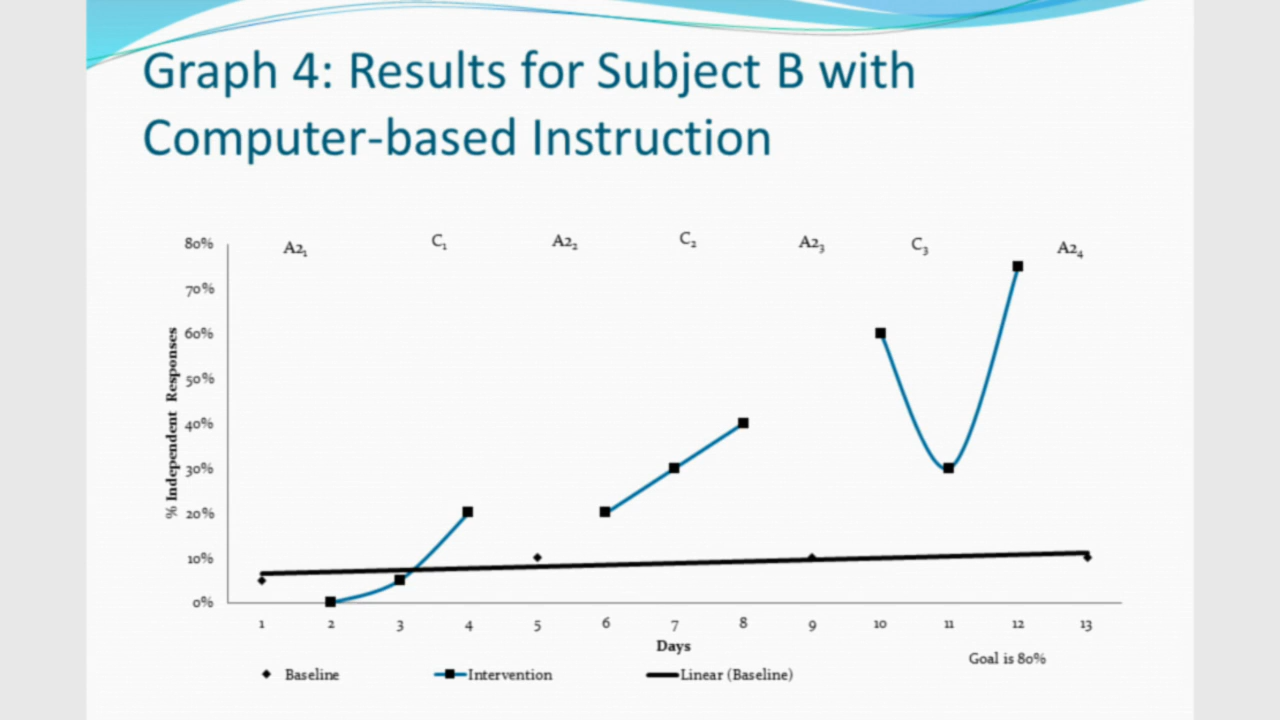 Graph 4: Results for Subject B with
Computer-based Instruction
A2₁ C₁ A2₂ C₂ A2₃ C₃ A2₄
80%
70%
60%
50%
40%
30%
20%
10%
0%
% Independent Responses
1 2 3 4 5 6 7 8 9 10 11 12 13
Days
Goal is 80%
Baseline Intervention Linear (Baseline)